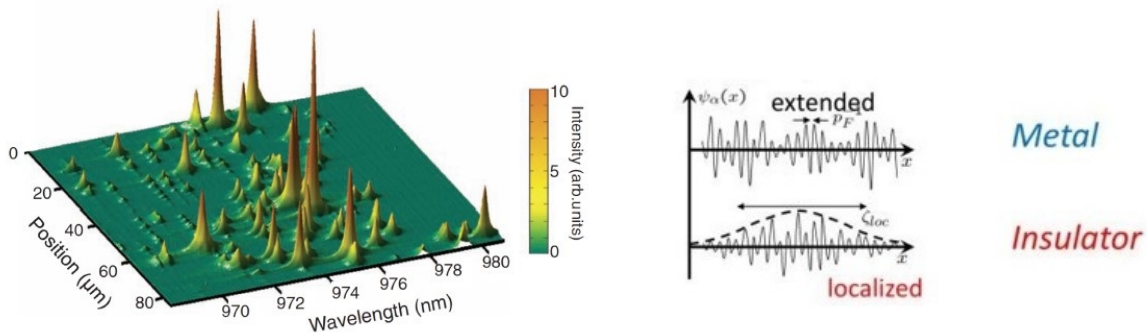 0
20
40
60
80
Position (μm)
970
972
974
976
978
980
Wavelength (nm)
10
5
0
Intensity (arb.units)
ψα(x)
extended
pF
x
Metal
ζloc
x
localized
Insulator